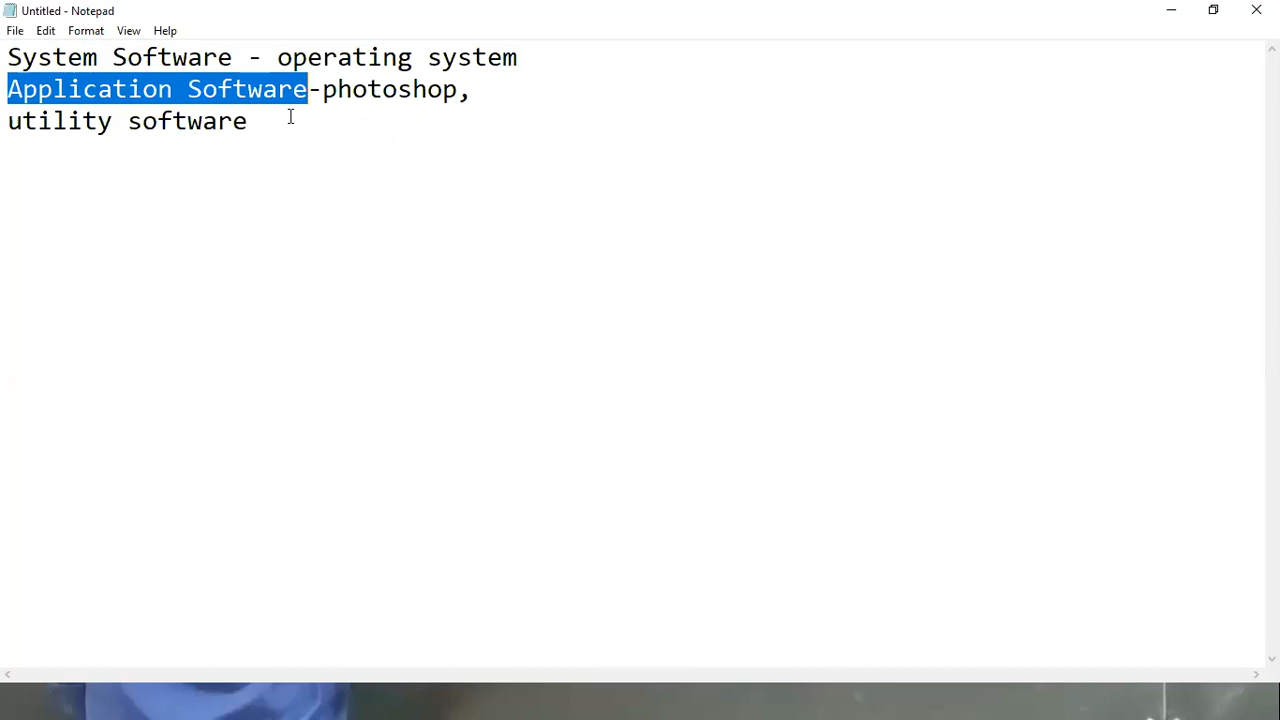 Untitled - Notepad
File Edit Format View Help
System Software - operating system
Application Software-photoshop,
utility software